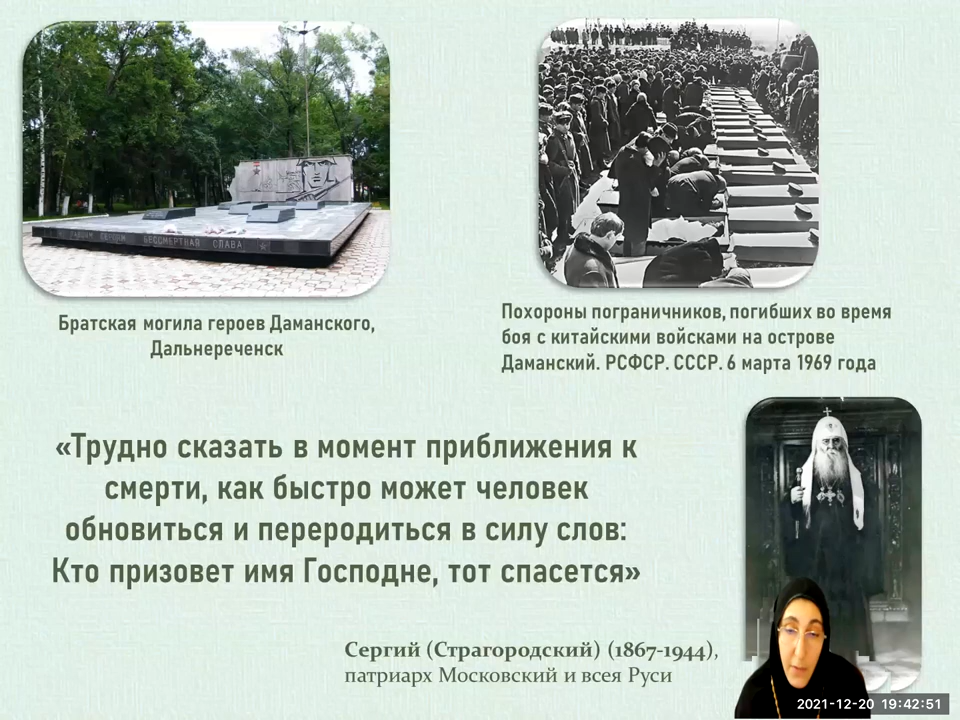 БЕССМЕРТНАЯ СЛАВА
Братская могила героев Даманского,
Дальнереченск
Похороны пограничников, погибших во время
боя с китайскими войсками на острове
Даманский. РСФСР. СССР. 6 марта 1969 года
«Трудно сказать в момент приближения к
смерти, как быстро может человек
обновиться и переродиться в силу слов:
Кто призовет имя Господне, тот спасется»
Сергий (Страгородский) (1867-1944),
патриарх Московский и всея Руси
2021-12-20 19:42:51